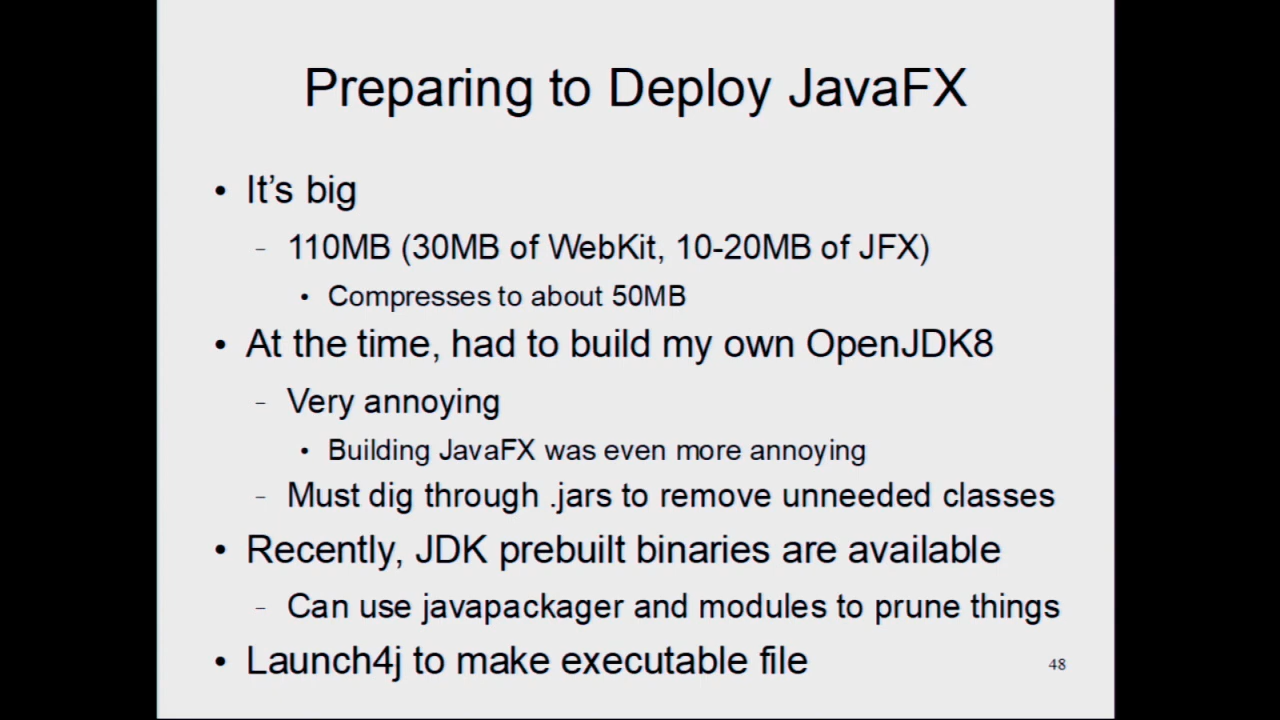 Preparing to Deploy JavaFX
• It’s big
– 110MB (30MB of WebKit, 10-20MB of JFX)
• Compresses to about 50MB
• At the time, had to build my own OpenJDK8
– Very annoying
• Building JavaFX was even more annoying
– Must dig through .jars to remove unneeded classes
• Recently, JDK prebuilt binaries are available
– Can use javapackager and modules to prune things
• Launch4j to make executable file
48